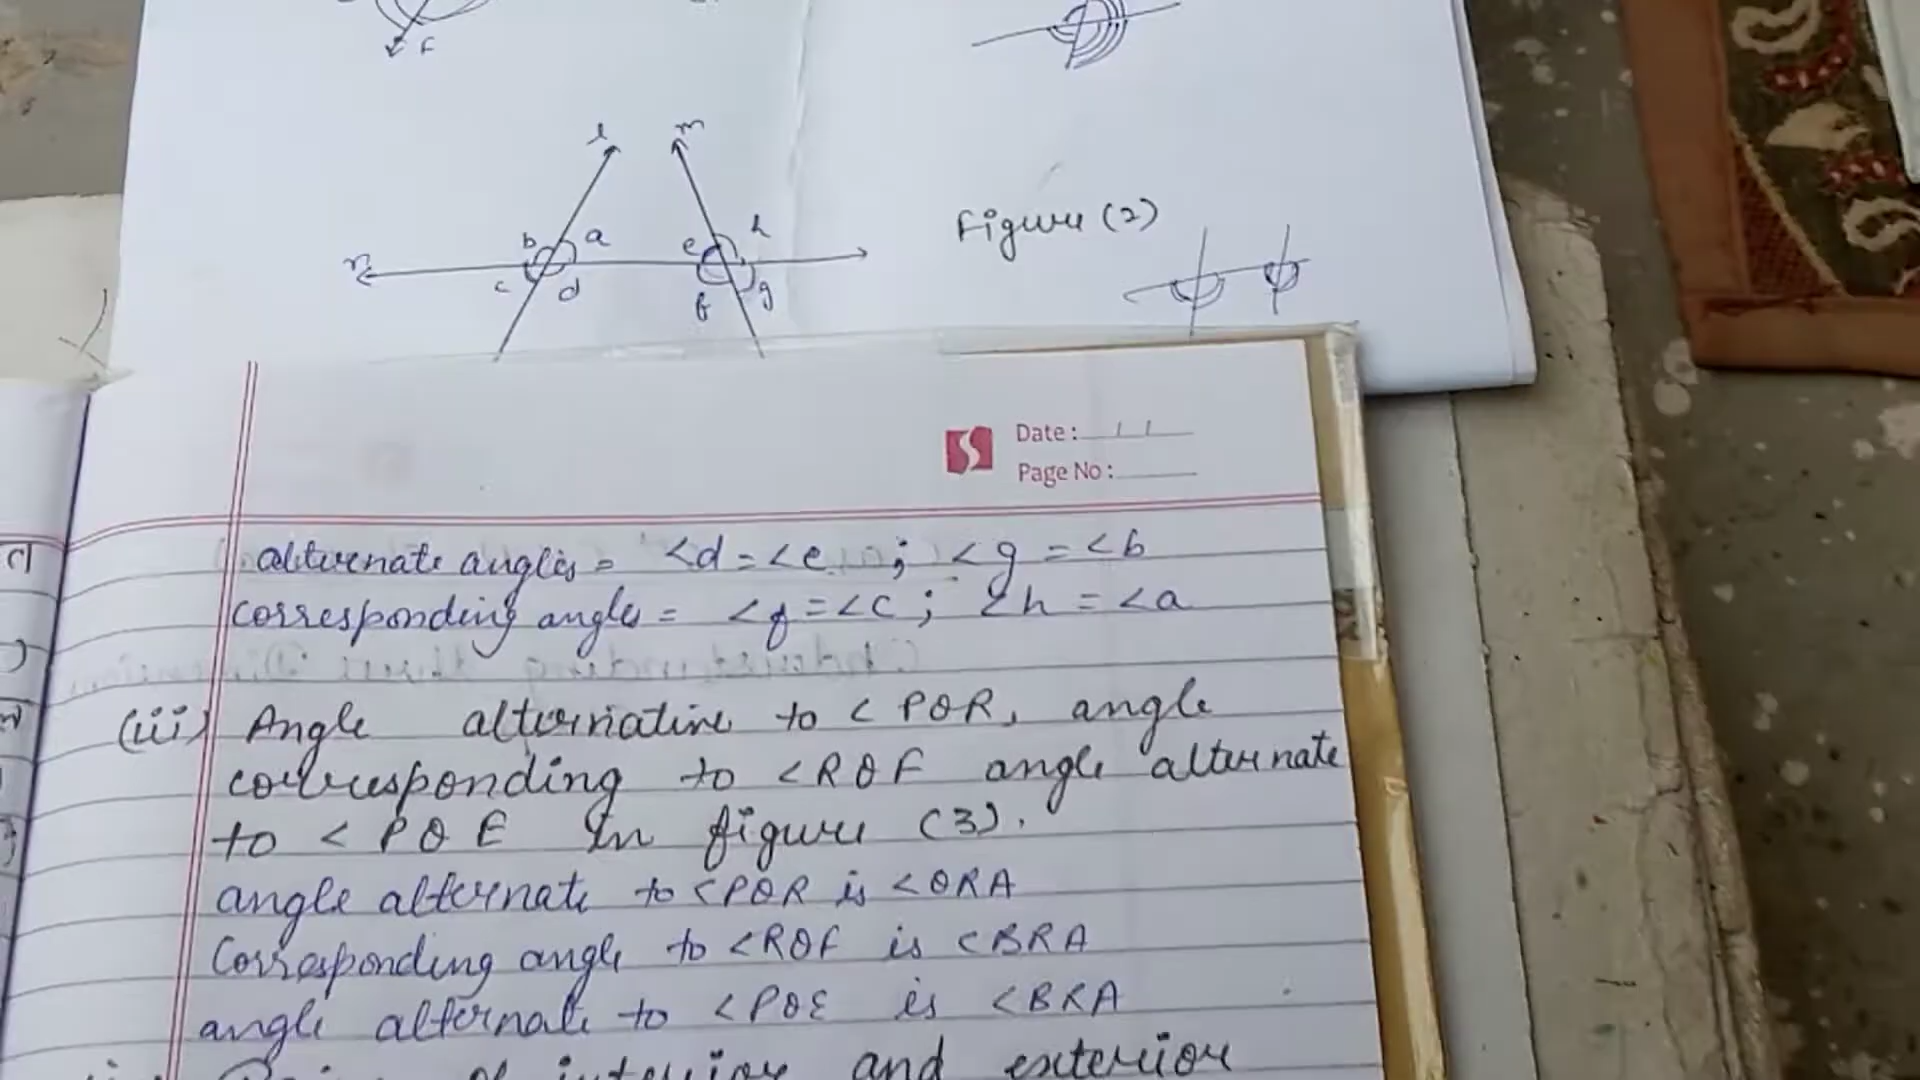 F
l m
b a e h
n
c d f g
Figure (2)
Date :
Page No :
alternate angles = <d = <e ; <g = <b
corresponding angles = <f = <c ; <h = <a
(iii) Angle alternative to < PQR, angle
corresponding to <RQF angle alternate
to < PQE In figure (3).
angle alternate to <PQR is <QRA
Corresponding angle to <RQF is <BRA
angle alternate to <PQE is <BRA
of interior and exterior